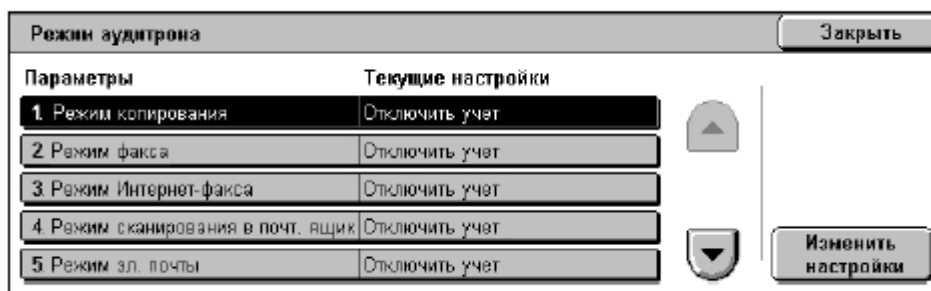 Режим аудитрона
Закрыть
Параметры Текущие настройки
1. Режим копирования Отключить учет
2. Режим факса Отключить учет
3. Режим Интернет-факса Отключить учет
4. Режим сканирования в почт. ящик Отключить учет
5. Режим эл. почты Отключить учет
Изменить
настройки